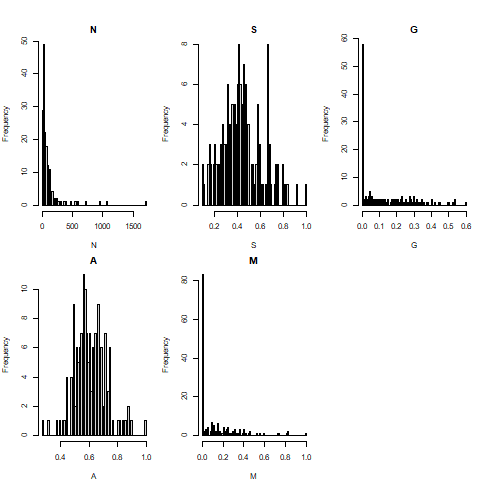 N
S
G
Frequency
0 10 20 30 40 50
Frequency
0 2 4 6 8
Frequency
0 10 20 30 40 50 60
0 500 1000 1500
0.2 0.4 0.6 0.8 1.0
0.0 0.1 0.2 0.3 0.4 0.5 0.6
N
S
G
A
M
Frequency
0 2 4 6 8 10
Frequency
0 20 40 60 80
0.4 0.6 0.8 1.0
0.0 0.2 0.4 0.6 0.8 1.0
A
M